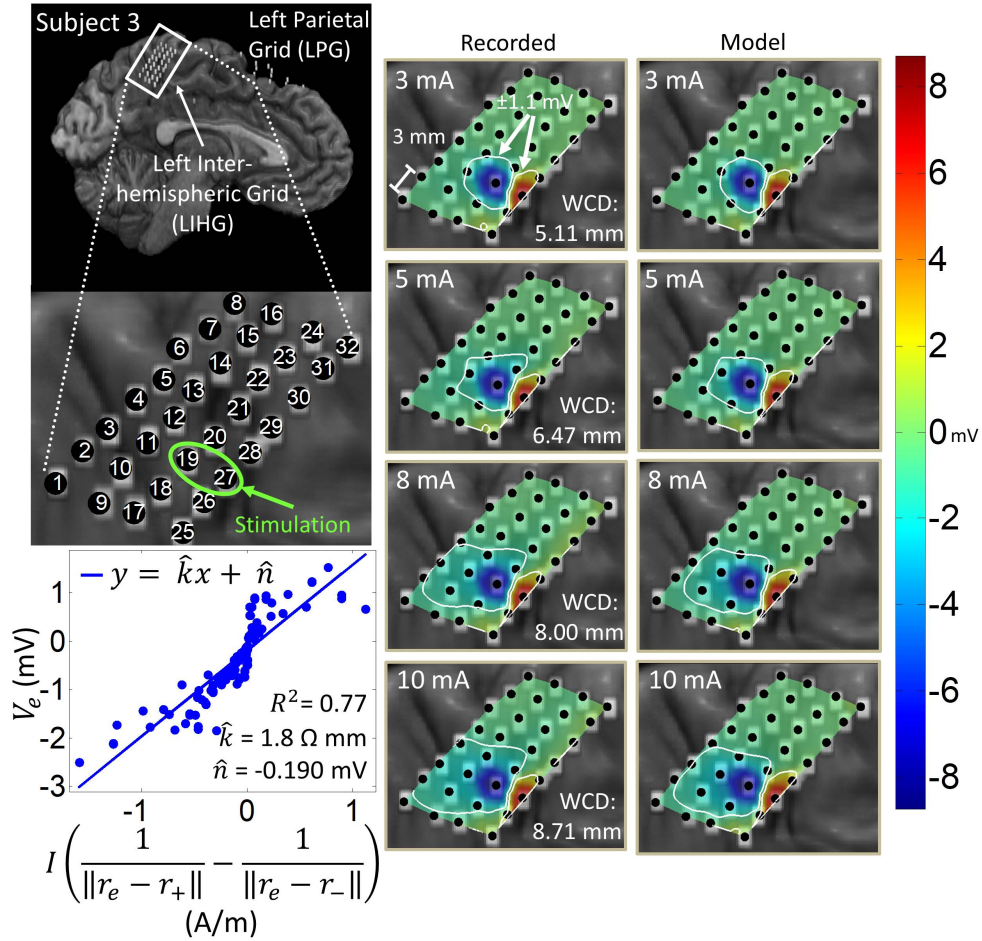 Subject 3
Left Parietal
Grid (LPG)
Left Inter-
hemispheric Grid
(LIHG)
8
16
7
15
24
32
6
14
23
31
5
13
22
30
4
12
21
29
3
11
20
28
2
10
19
27
1
9
18
26
17
25
Stimulation
y = k̂x + n̂
V_e (mV)
1
0
-1
-2
-3
R² = 0.77
k̂ = 1.8 Ω mm
n̂ = -0.190 mV
-1
0
1
I ( 1 / ‖r_e − r_+‖ − 1 / ‖r_e − r_−‖ )
(A/m)
Recorded
Model
3 mA
±1.1 mV
3 mm
WCD:
5.11 mm
3 mA
5 mA
WCD:
6.47 mm
5 mA
8 mA
WCD:
8.00 mm
8 mA
10 mA
WCD:
8.71 mm
10 mA
8
6
4
2
0 mV
-2
-4
-6
-8